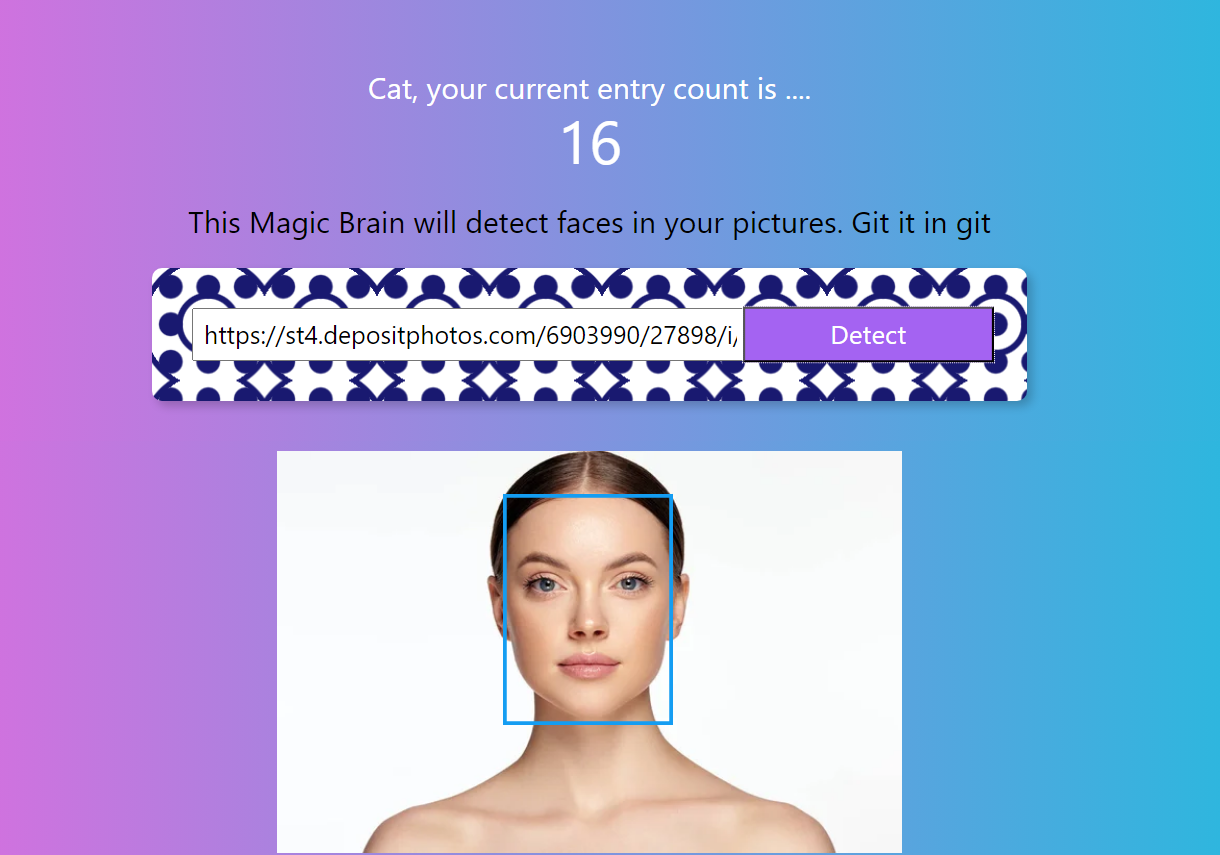 Cat, your current entry count is ....
16
This Magic Brain will detect faces in your pictures. Git it in git
https://st4.depositphotos.com/6903990/27898/i/
Detect